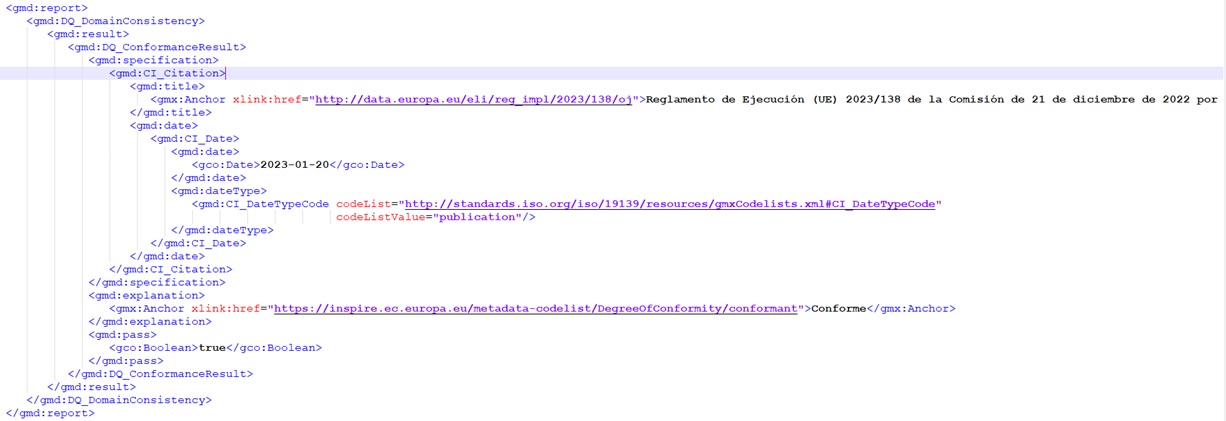 <gmd:report>
<gmd:DQ_DomainConsistency>
<gmd:result>
<gmd:DQ_ConformanceResult>
<gmd:specification>
<gmd:CI_Citation>
<gmd:title>
<gmx:Anchor xlink:href="http://data.europa.eu/eli/reg_impl/2023/138/oj">Reglamento de Ejecución (UE) 2023/138 de la Comisión de 21 de diciembre de 2022 por
</gmd:title>
<gmd:date>
<gmd:CI_Date>
<gmd:date>
<gco:Date>2023-01-20</gco:Date>
</gmd:date>
<gmd:dateType>
<gmd:CI_DateTypeCode codeList="http://standards.iso.org/iso/19139/resources/gmxCodelists.xml#CI_DateTypeCode"
codeListValue="publication"/>
</gmd:dateType>
</gmd:CI_Date>
</gmd:date>
</gmd:CI_Citation>
</gmd:specification>
<gmd:explanation>
<gmx:Anchor xlink:href="https://inspire.ec.europa.eu/metadata-codelist/DegreeOfConformity/conformant">Conforme</gmx:Anchor>
</gmd:explanation>
<gmd:pass>
<gco:Boolean>true</gco:Boolean>
</gmd:pass>
</gmd:DQ_ConformanceResult>
</gmd:result>
</gmd:DQ_DomainConsistency>
</gmd:report>